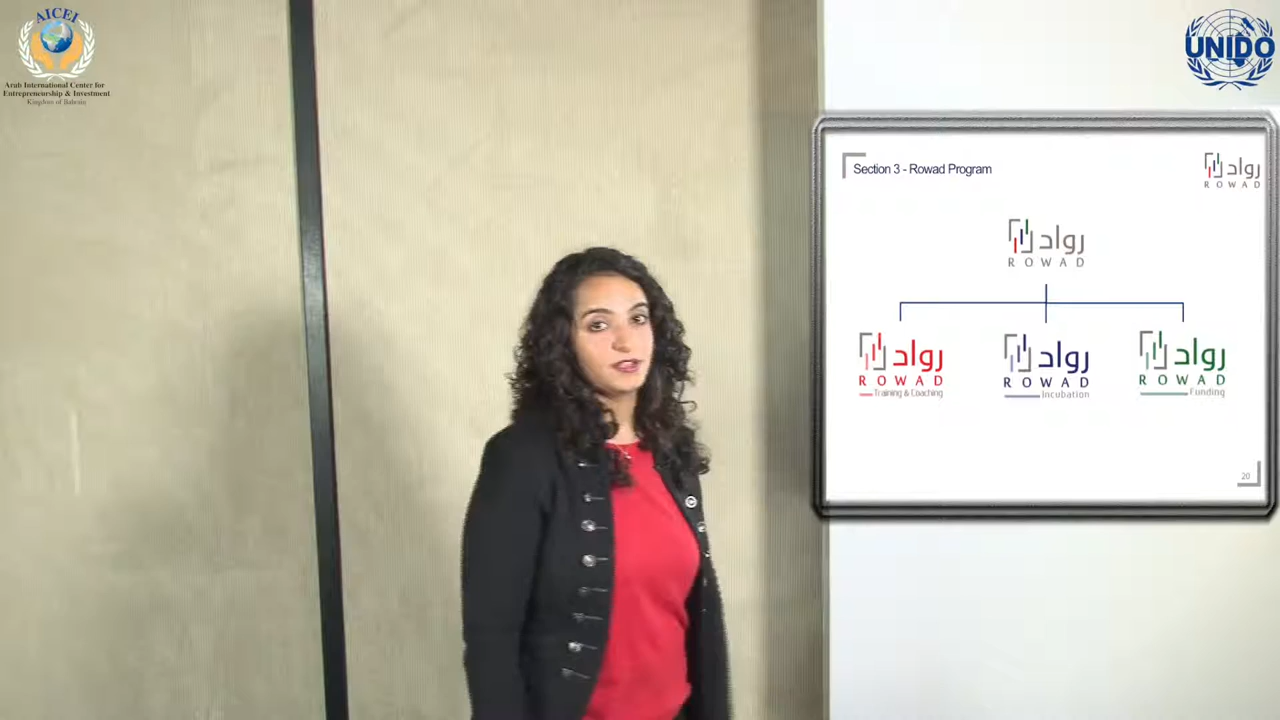 AICEI
Arab International Center for
Entrepreneurship & Investment
Kingdom of Bahrain
UNIDO
Section 3 - Rowad Program
رواد
ROWAD
رواد
ROWAD
رواد
ROWAD
Training & Coaching
رواد
ROWAD
Incubation
رواد
ROWAD
Funding
20